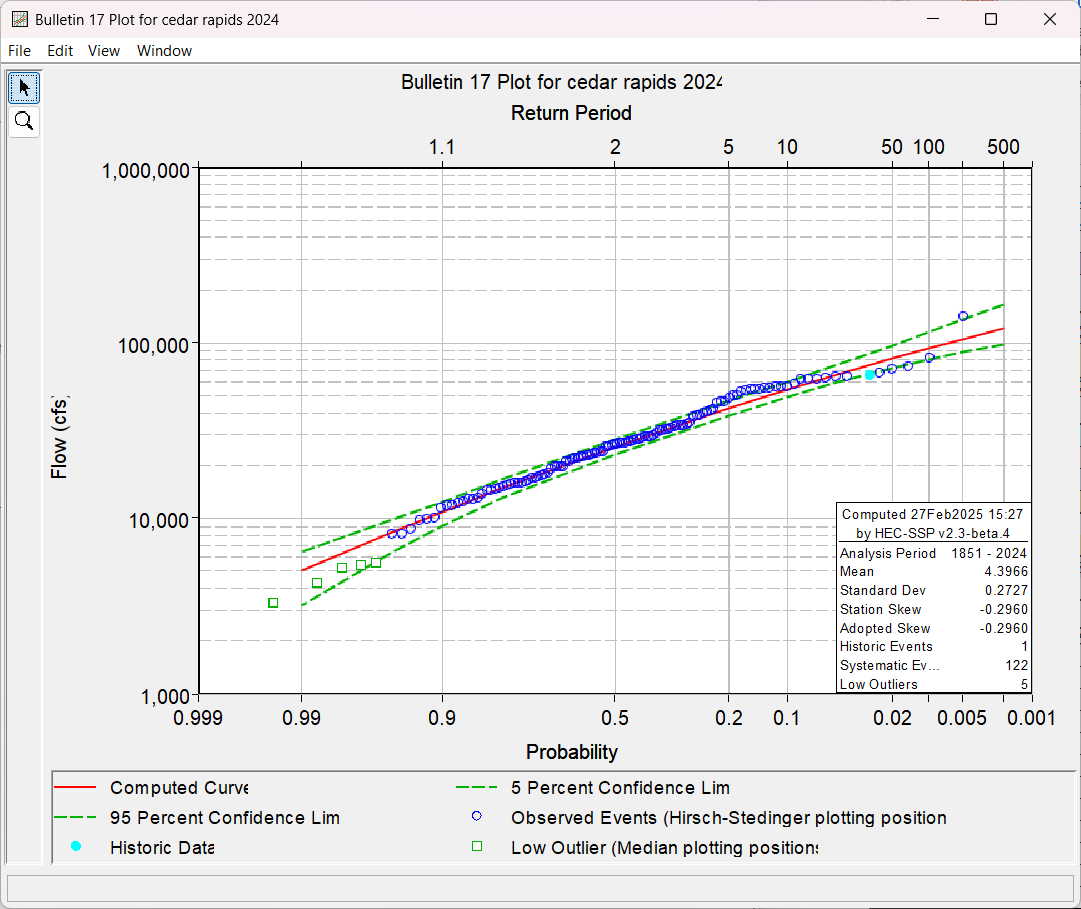 Bulletin 17 Plot for cedar rapids 2024
File Edit View Window
Bulletin 17 Plot for cedar rapids 2024
Return Period
1.1 2 5 10 50 100 500
1,000,000
100,000
10,000
1,000
Flow (cfs)
0.999 0.99 0.9 0.5 0.2 0.1 0.02 0.005 0.001
Probability
Computed 27Feb2025 15:27
by HEC-SSP v2.3-beta.4
Analysis Period 1851 - 2024
Mean 4.3966
Standard Dev 0.2727
Station Skew -0.2960
Adopted Skew -0.2960
Historic Events 1
Systematic Ev... 122
Low Outliers 5
Computed Curve 5 Percent Confidence Lim
95 Percent Confidence Lim Observed Events (Hirsch-Stedinger plotting position
Historic Data Low Outlier (Median plotting positions